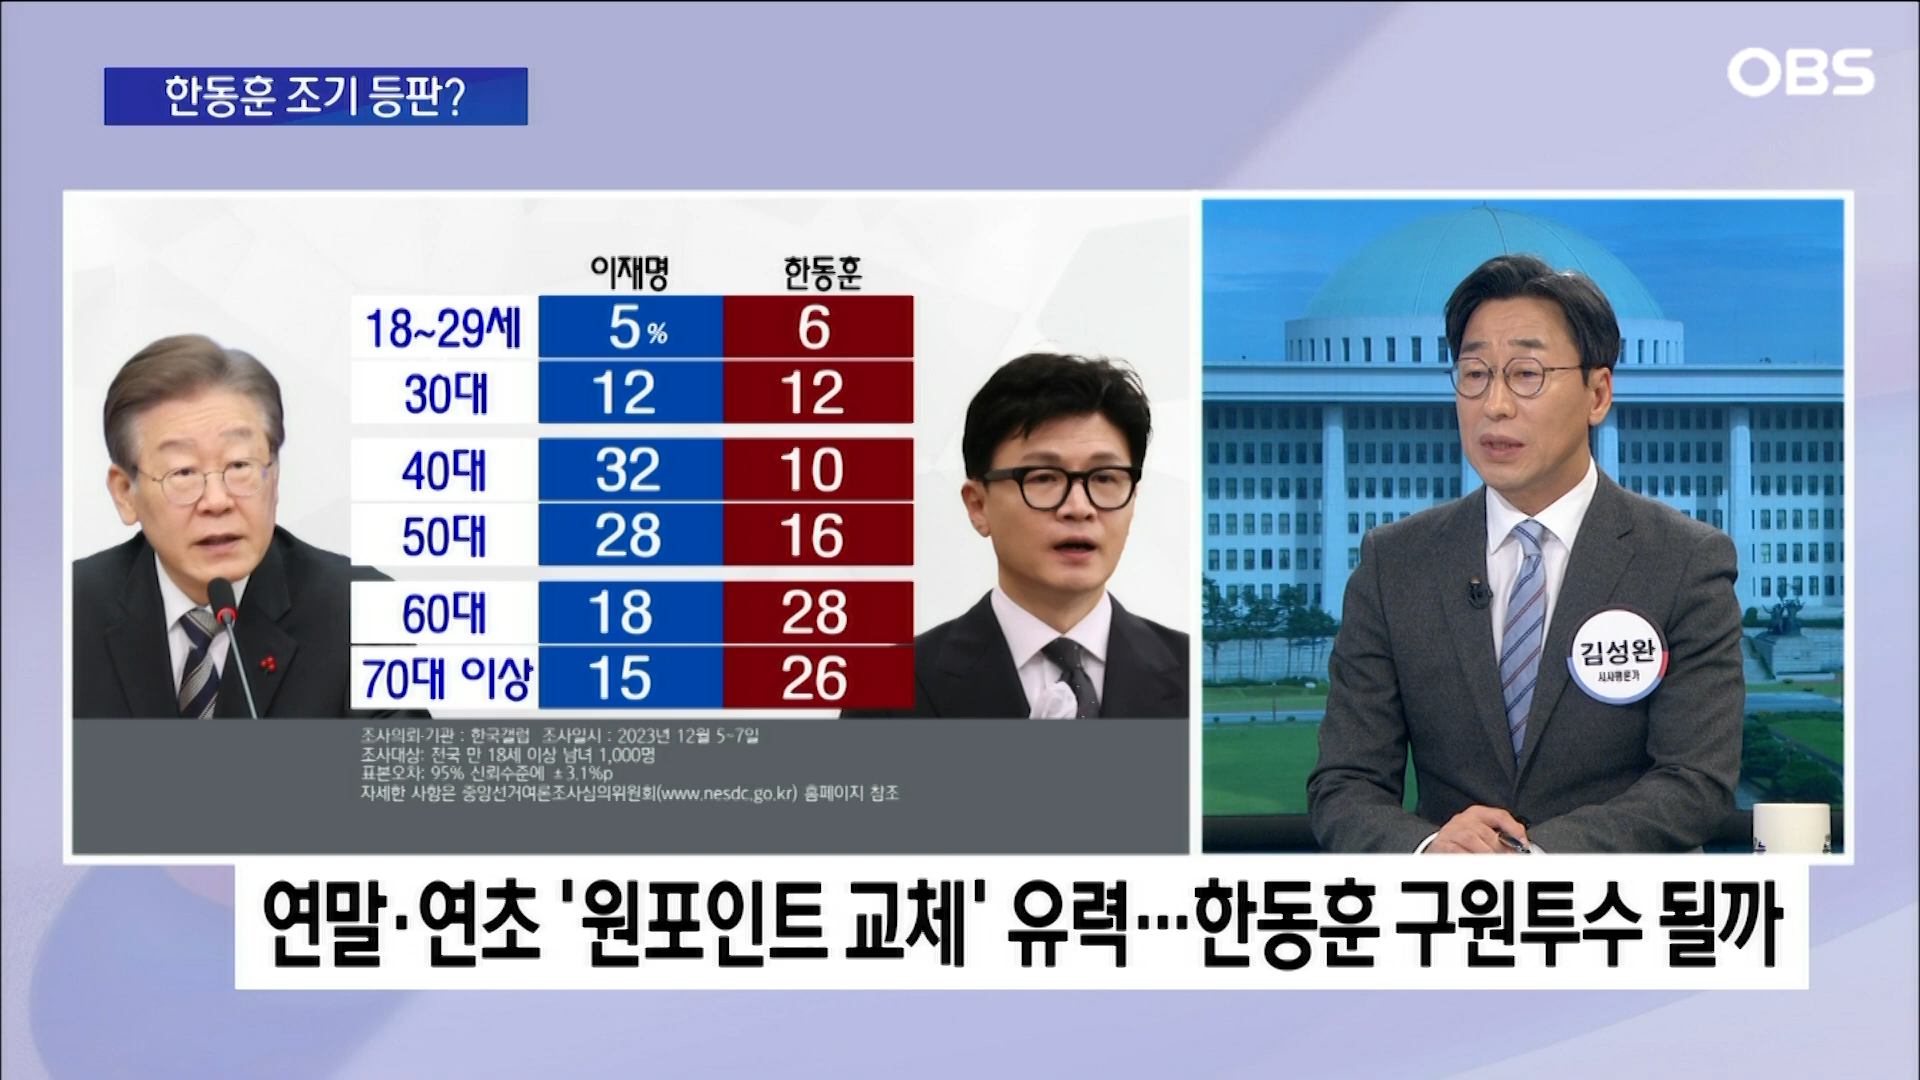 한동훈 조기 등판?
OBS
이재명 한동훈
18~29세 5% 6
30대 12 12
40대 32 10
50대 28 16
60대 18 28
70대 이상 15 26
조사의뢰·기관 : 한국갤럽 조사일시 : 2023년 12월 5~7일
조사대상: 전국 만 18세 이상 남녀 1,000명
표본오차: 95% 신뢰수준에 ±3.1%p
자세한 사항은 중앙선거여론조사심의위원회(www.nesdc.go.kr) 홈페이지 참조
김성완
시사평론가
연말·연초 '원포인트 교체' 유력…한동훈 구원투수 될까